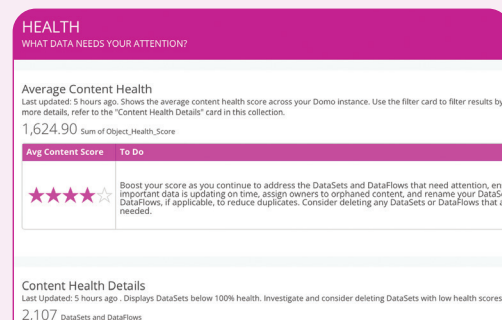 HEALTH
WHAT DATA NEEDS YOUR ATTENTION?
Average Content Health
Last updated: 5 hours ago. Shows the average content health score across your Domo instance. Use the filter card to filter results by
more details, refer to the "Content Health Details" card in this collection.
1,624.90 Sum of Object_Health_Score
Avg Content Score To Do
Boost your score as you continue to address the DataSets and DataFlows that need attention, en
important data is updating on time, assign owners to orphaned content, and rename your DataS
DataFlows, if applicable, to reduce duplicates. Consider deleting any DataSets or DataFlows that a
needed.
Content Health Details
Last Updated: 5 hours ago . Displays DataSets below 100% health. Investigate and consider deleting DataSets with low health scores
2,107 DataSets and DataFlows